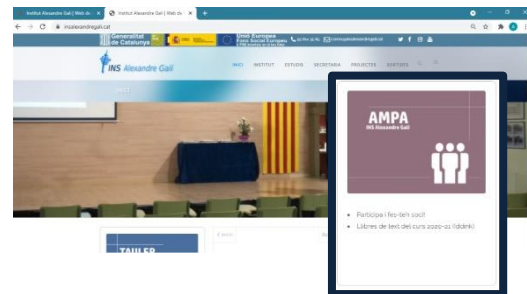 Institut Alexandre Galí | Web de
Institut Alexandre Galí | Web de
insalexandregali.cat
Generalitat
de Catalunya
Unió Europea
Fons Social Europeu
INS Alexandre Galí
INICI INSTITUT ESTUDIS SECRETARIA PROJECTES
AMPA
INS Alexandre Galí
Participa i fes-te'n soci!
Llibres de text del curs 2020-21 (Iddink)
TAULER